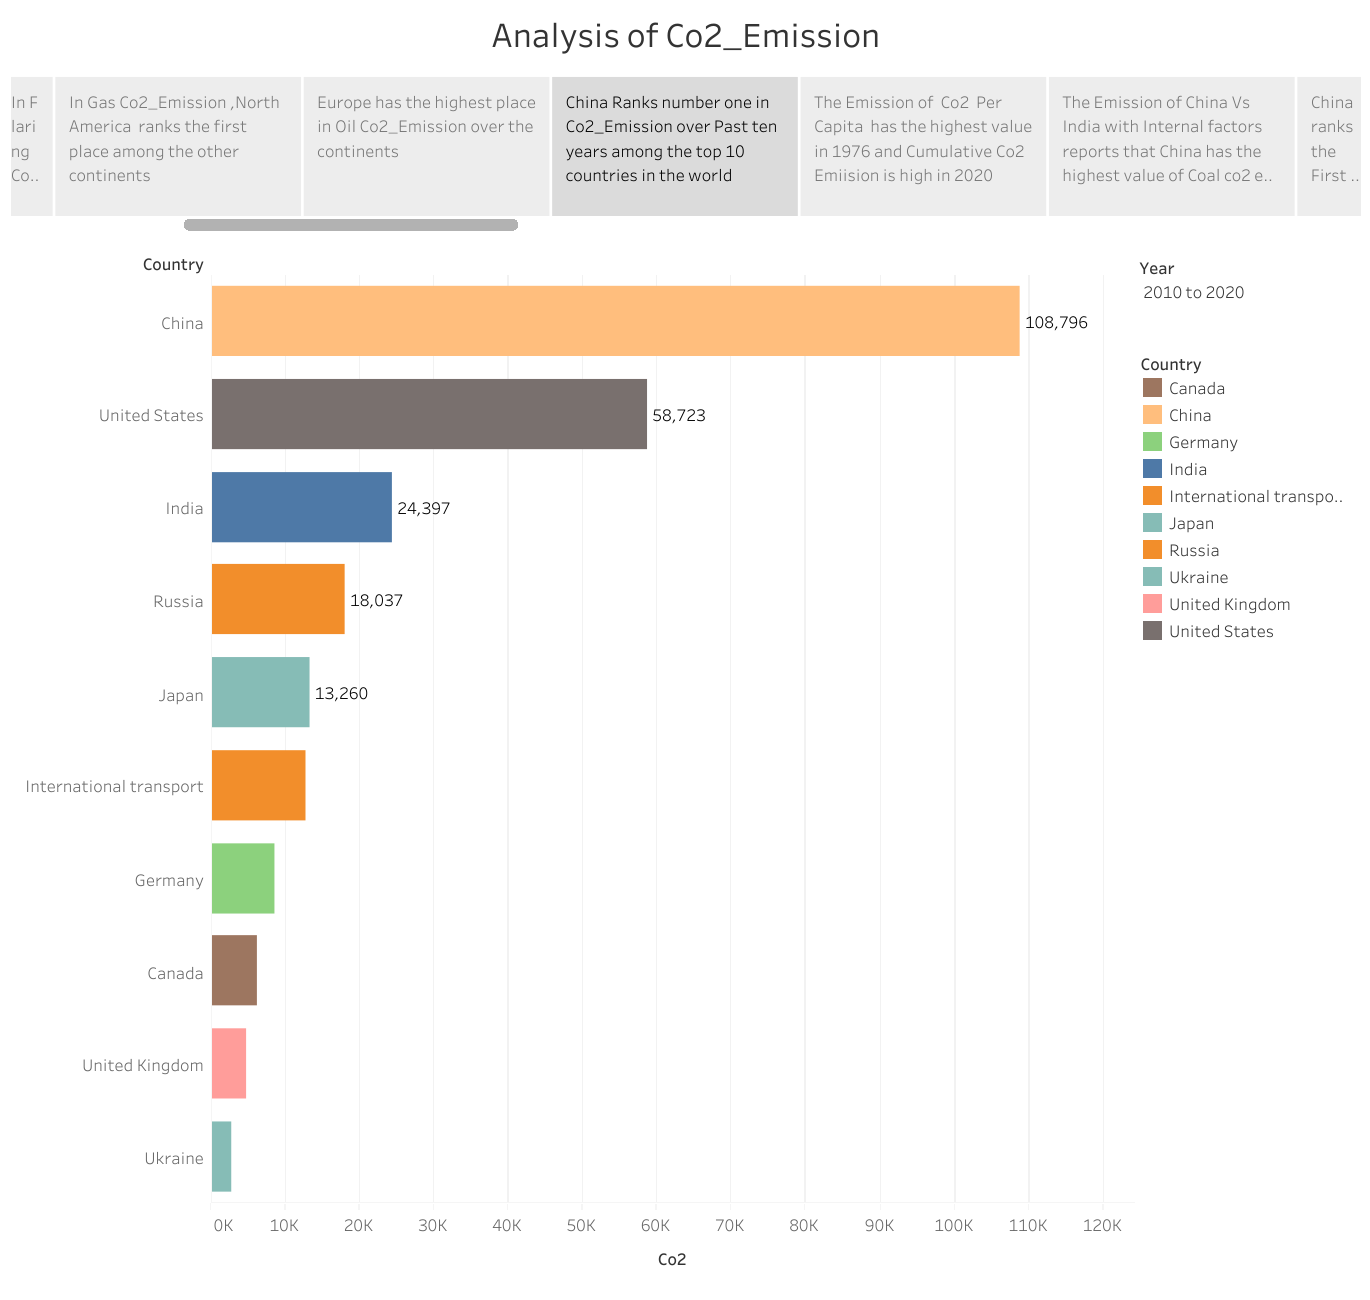 Analysis of Co2_Emission
In F
lari
ng
Co..
In Gas Co2_Emission ,North
America  ranks the first
place among the other
continents
Europe has the highest place
in Oil Co2_Emission over the
continents
China Ranks number one in
Co2_Emission over Past ten
years among the top 10
countries in the world
The Emission of  Co2  Per
Capita  has the highest value
in 1976 and Cumulative Co2
Emiision is high in 2020
The Emission of China Vs
India with Internal factors
reports that China has the
highest value of Coal co2 e..
China
ranks
the
First ..
Country
China
108,796
United States
58,723
India
24,397
Russia
18,037
Japan
13,260
International transport
Germany
Canada
United Kingdom
Ukraine
0K 10K 20K 30K 40K 50K 60K 70K 80K 90K 100K 110K 120K
Co2
Year
2010 to 2020
Country
Canada
China
Germany
India
International transpo..
Japan
Russia
Ukraine
United Kingdom
United States